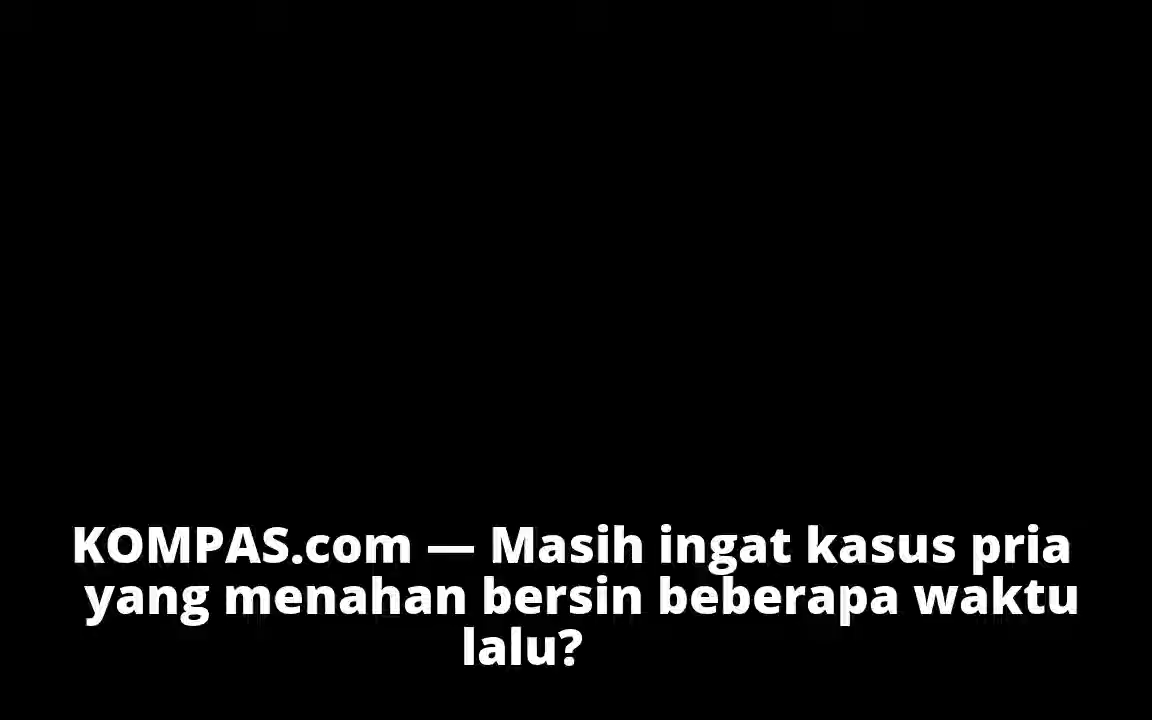 KOMPAS.com — Masih ingat kasus pria
yang menahan bersin beberapa waktu
lalu?